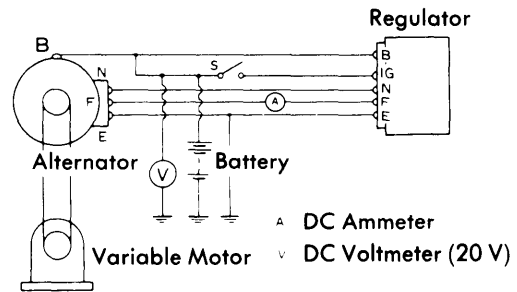 Regulator
B
B
S
IG
N
N
F
A
F
E
E
Alternator
Battery
V
A DC Ammeter
Variable Motor
V DC Voltmeter (20 V)